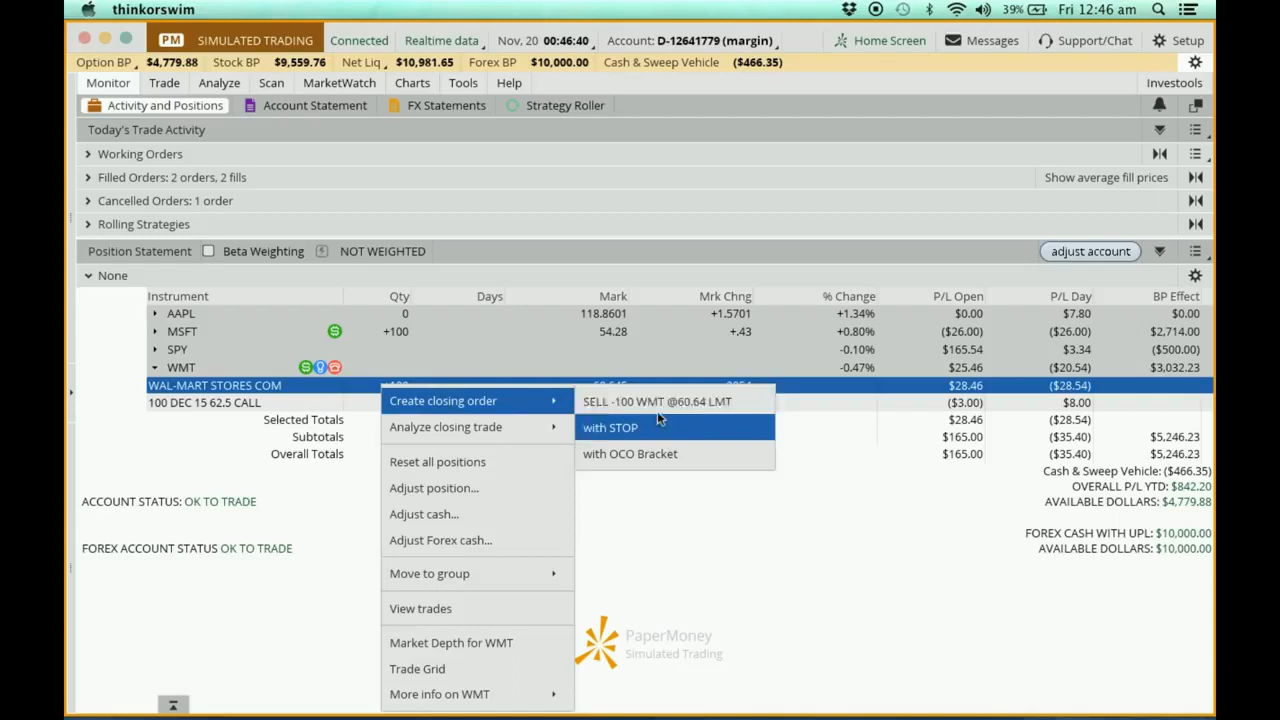 thinkorswim 39% Fri 12:46 am
PM SIMULATED TRADING Connected Realtime data Nov, 20 00:46:40 Account: D-12641779 (margin) Home Screen Messages Support/Chat Setup
Option BP $4,779.88 Stock BP $9,559.76 Net Liq $10,981.65 Forex BP $10,000.00 Cash & Sweep Vehicle ($466.35)
Monitor Trade Analyze Scan MarketWatch Charts Tools Help Investools
Activity and Positions Account Statement FX Statements Strategy Roller
Today's Trade Activity
Working Orders
Filled Orders: 2 orders, 2 fills Show average fill prices
Cancelled Orders: 1 order
Rolling Strategies
Position Statement Beta Weighting NOT WEIGHTED adjust account
None
Instrument Qty Days Mark Mrk Chng % Change P/L Open P/L Day BP Effect
AAPL 0 118.8601 +1.5701 +1.34% $0.00 $7.80 $0.00
MSFT S +100 54.28 +.43 +0.80% ($26.00) ($26.00) $2,714.00
SPY -0.10% $165.54 $3.34 ($500.00)
WMT S -0.47% $25.46 ($20.54) $3,032.23
WAL-MART STORES COM $28.46 ($28.54)
100 DEC 15 62.5 CALL ($3.00) $8.00
Selected Totals $28.46 ($28.54)
Subtotals $165.00 ($35.40) $5,246.23
Overall Totals $165.00 ($35.40) $5,246.23
Cash & Sweep Vehicle: ($466.35)
OVERALL P/L YTD: $842.20
ACCOUNT STATUS: OK TO TRADE AVAILABLE DOLLARS: $4,779.88
FOREX CASH WITH UPL: $10,000.00
FOREX ACCOUNT STATUS OK TO TRADE AVAILABLE DOLLARS: $10,000.00
Create closing order
Analyze closing trade
Reset all positions
Adjust position...
Adjust cash...
Adjust Forex cash...
Move to group
View trades
Market Depth for WMT
Trade Grid
More info on WMT
SELL -100 WMT @60.64 LMT
with STOP
with OCO Bracket
PaperMoney
Simulated Trading